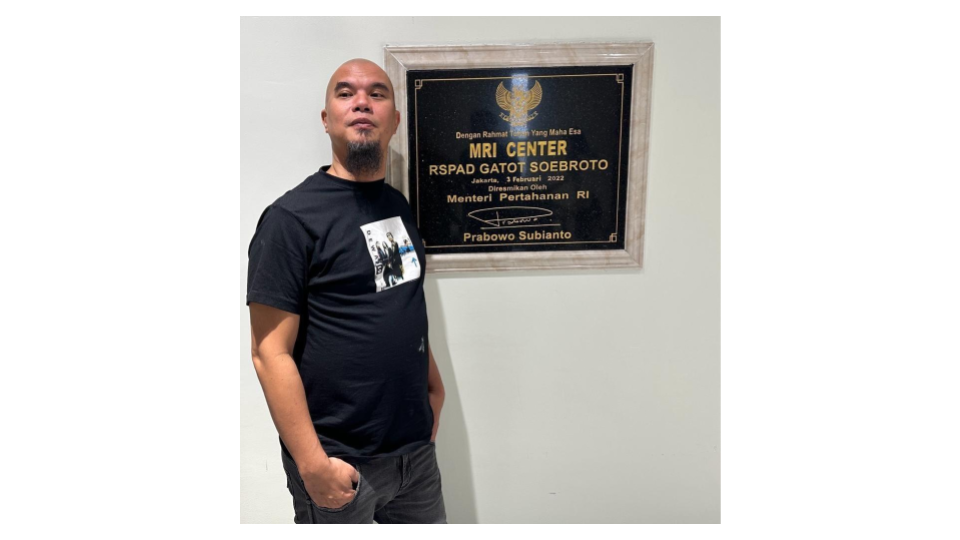 Dengan Rahmat Tuhan Yang Maha Esa
MRI CENTER
RSPAD GATOT SOEBROTO
Jakarta, 3 Februari 2022
Diresmikan Oleh
Menteri Pertahanan RI
Prabowo Subianto